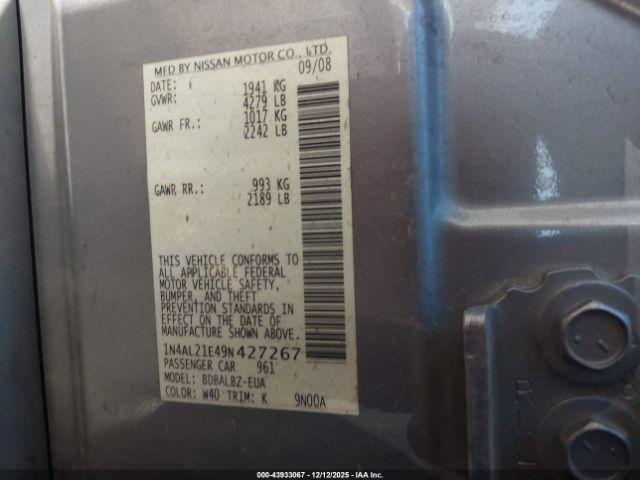 MFD BY NISSAN MOTOR CO., LTD.
DATE: 09/08
GVWR: 1941 KG
4279 LB
GAWR FR.: 1017 KG
2242 LB
GAWR RR.: 993 KG
2189 LB
THIS VEHICLE CONFORMS TO
ALL APPLICABLE FEDERAL
MOTOR VEHICLE SAFETY,
BUMPER, AND THEFT
PREVENTION STANDARDS IN
EFFECT ON THE DATE OF
MANUFACTURE SHOWN ABOVE.
1N4AL21E49N427267
PASSENGER CAR 961
MODEL: BDBALBZ-EUA
COLOR: W40 TRIM: K 9N00A
000-43933067 • 12/12/2025 • IAA Inc.